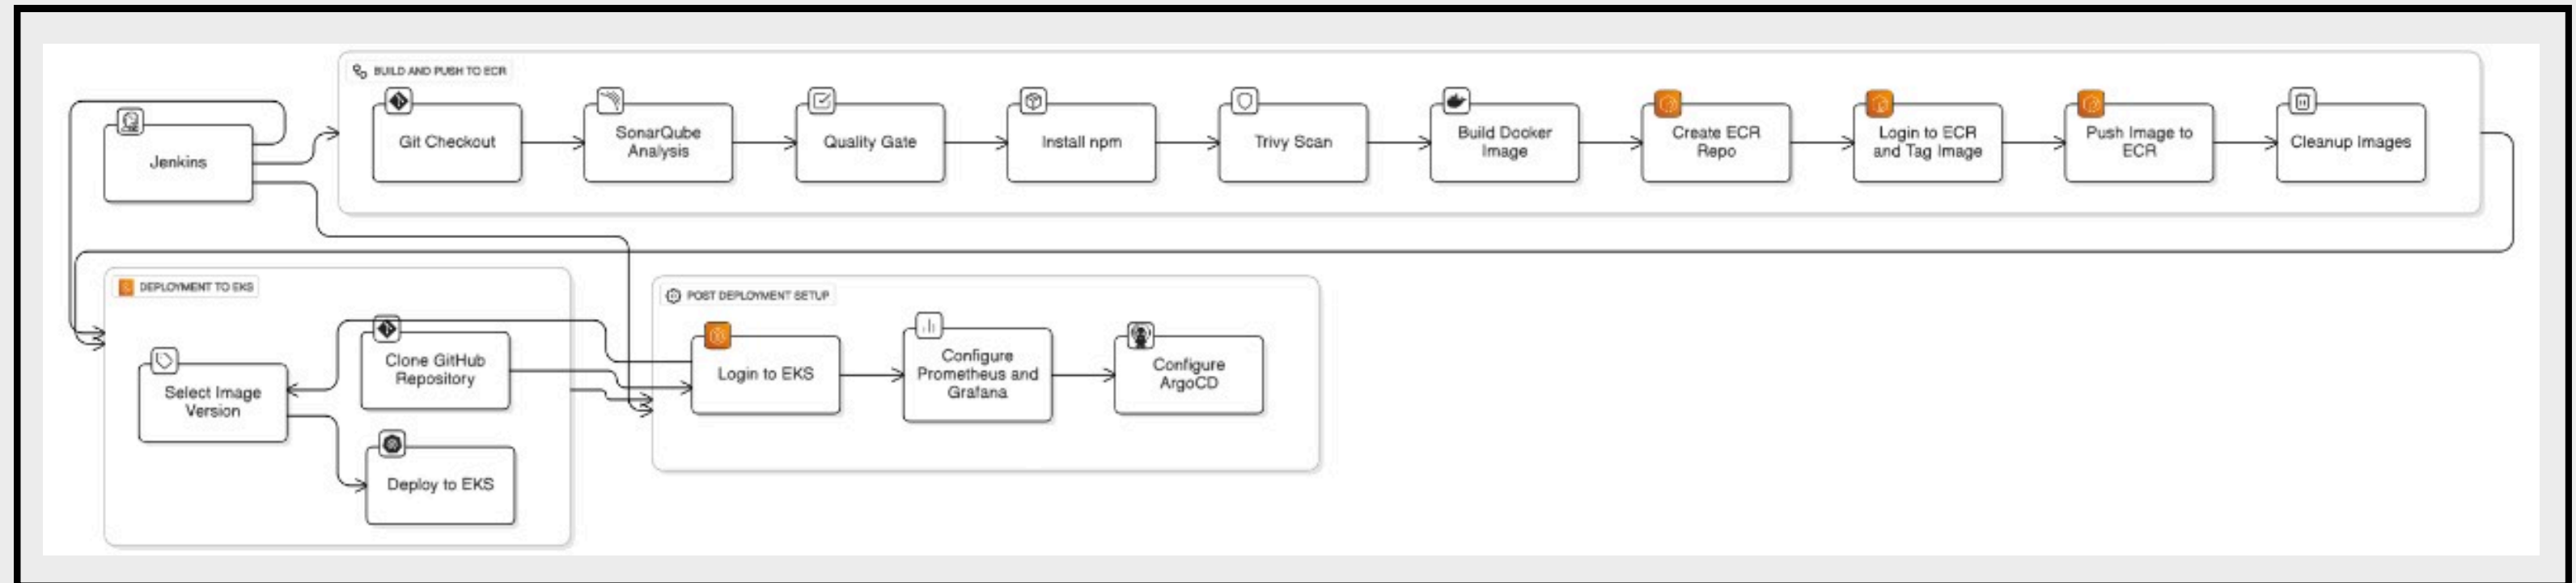 BUILD AND PUSH TO ECR
Jenkins
Git Checkout
SonarQube
Analysis
Quality Gate
Install npm
Trivy Scan
Build Docker
Image
Create ECR
Repo
Login to ECR
and Tag Image
Push Image to
ECR
Cleanup Images
DEPLOYMENT TO EKS
Select Image
Version
Clone GitHub
Repository
Deploy to EKS
POST DEPLOYMENT SETUP
Login to EKS
Configure
Prometheus and
Grafana
Configure
ArgoCD